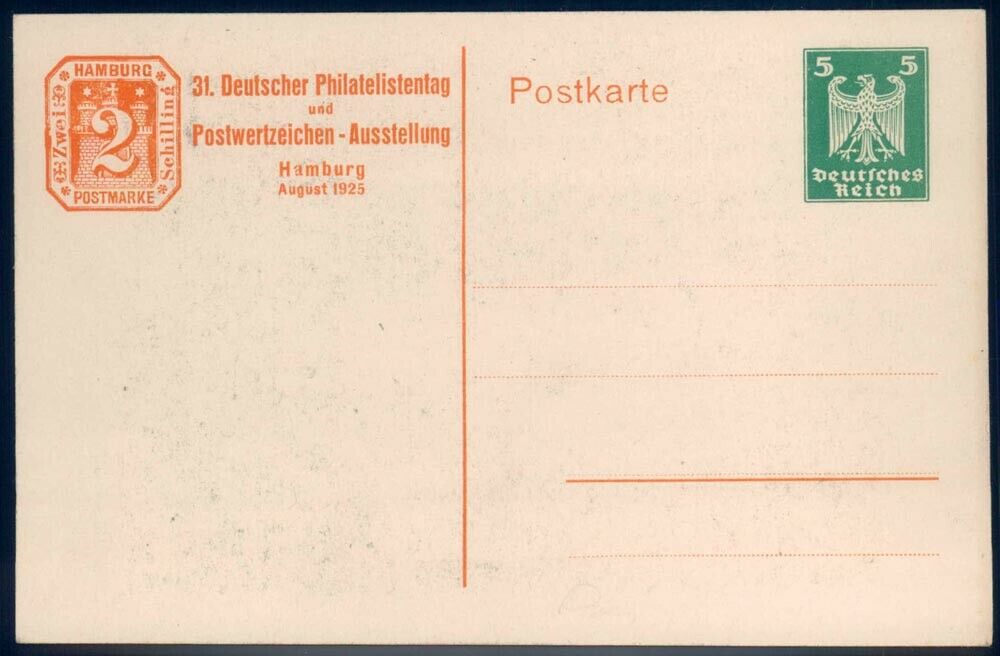 HAMBURG
Zwei
2
Schilling
POSTMARKE
31. Deutscher Philatelistentag
und
Postwertzeichen - Ausstellung
Hamburg
August 1925
Postkarte
5 5
Deutsches
Reich